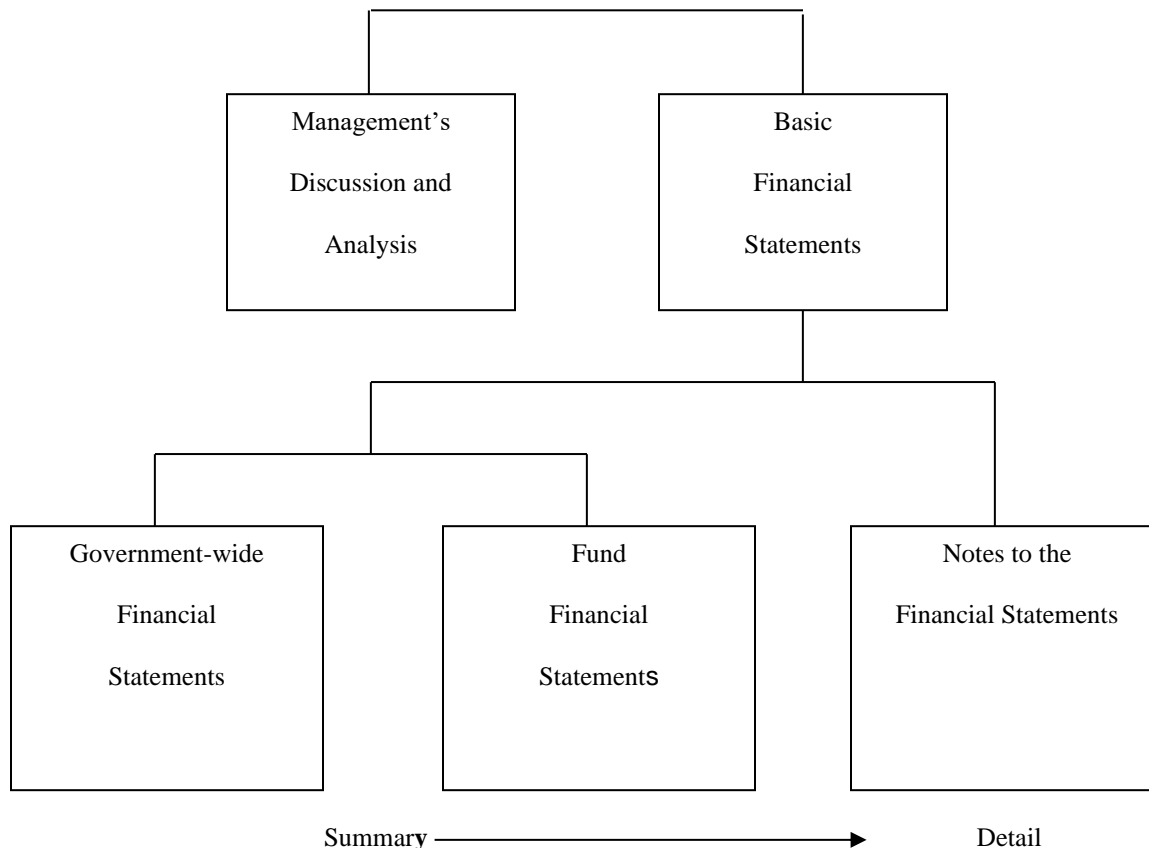 Management’s
Discussion and
Analysis
Basic
Financial
Statements
Government-wide
Financial
Statements
Fund
Financial
Statements
Notes to the
Financial Statements
Summary
Detail